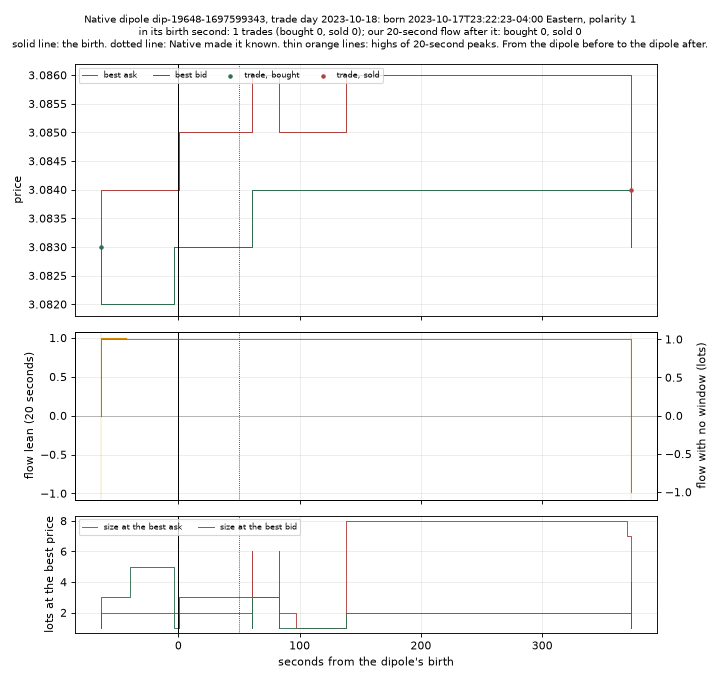 Native dipole dip-19648-1697599343, trade day 2023-10-18: born 2023-10-17T23:22:23-04:00 Eastern, polarity 1
in its birth second: 1 trades (bought 0, sold 0); our 20-second flow after it: bought 0, sold 0
solid line: the birth. dotted line: Native made it known. thin orange lines: highs of 20-second peaks. From the dipole before to the dipole after.
best ask best bid trade, bought trade, sold
3.0860
3.0855
3.0850
3.0845
3.0840
3.0835
3.0830
3.0825
3.0820
price
1.0
0.5
0.0
−0.5
−1.0
flow lean (20 seconds)
1.0
0.5
0.0
−0.5
−1.0
flow with no window (lots)
size at the best ask size at the best bid
8
6
4
2
lots at the best price
0 100 200 300
seconds from the dipole's birth